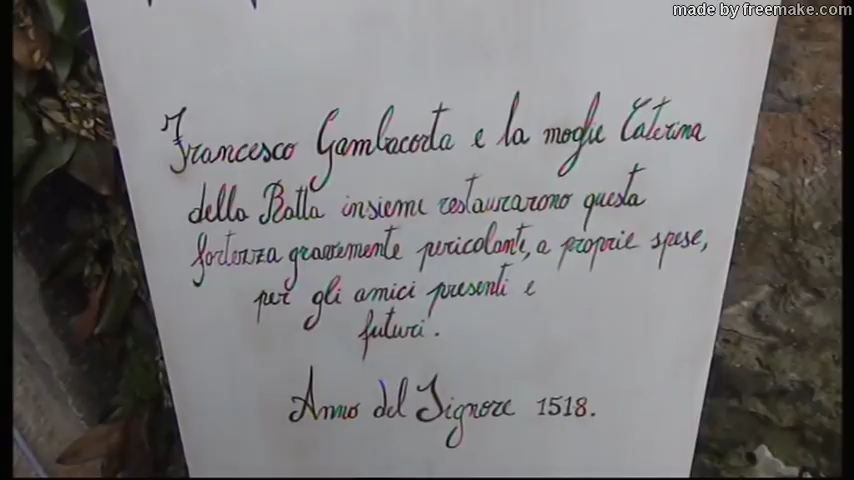 made by freemake.com
Francesco Gambacorta e la moglie Caterina
della Ratta insieme restaurarono questa
fortezza gravemente pericolante, a proprie spese,
per gli amici presenti e
futuri.
Anno del Signore 1518.